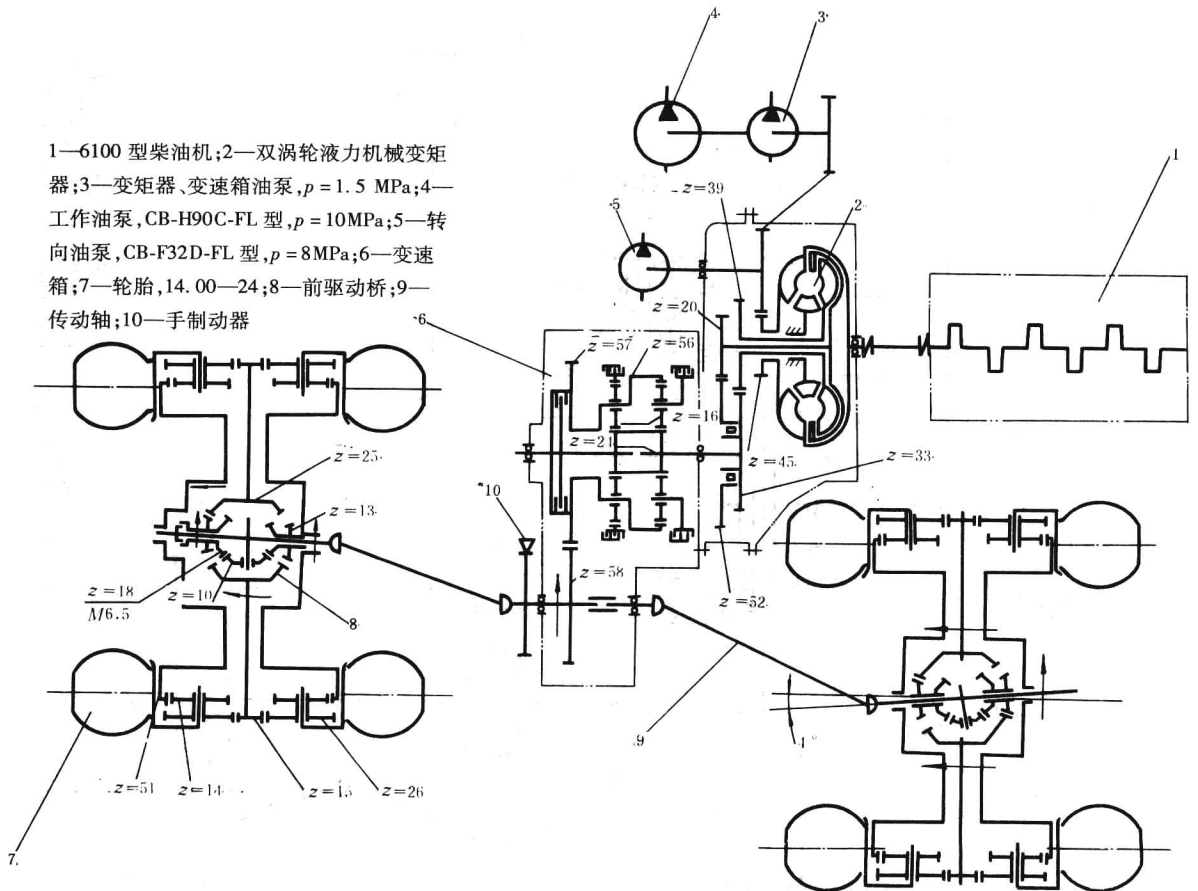 1—6100 型柴油机;2—双涡轮液力机械变矩
器;3—变矩器、变速箱油泵,p = 1.5 MPa;4—
工作油泵,CB-H90C-FL 型,p = 10MPa;5—转
向油泵,CB-F32D-FL 型,p = 8MPa;6—变速
箱;7—轮胎,14.00—24;8—前驱动桥;9—
传动轴;10—手制动器
4
3
1
z=39
2
5
z=20
6
z=57
z=56
z=16
z=21
z=45
z=33
10
z=25
z=13
z=58
z=52
z=18
M6.5
z=10
8
9
4°
z=51
z=14
z=15
z=26
7